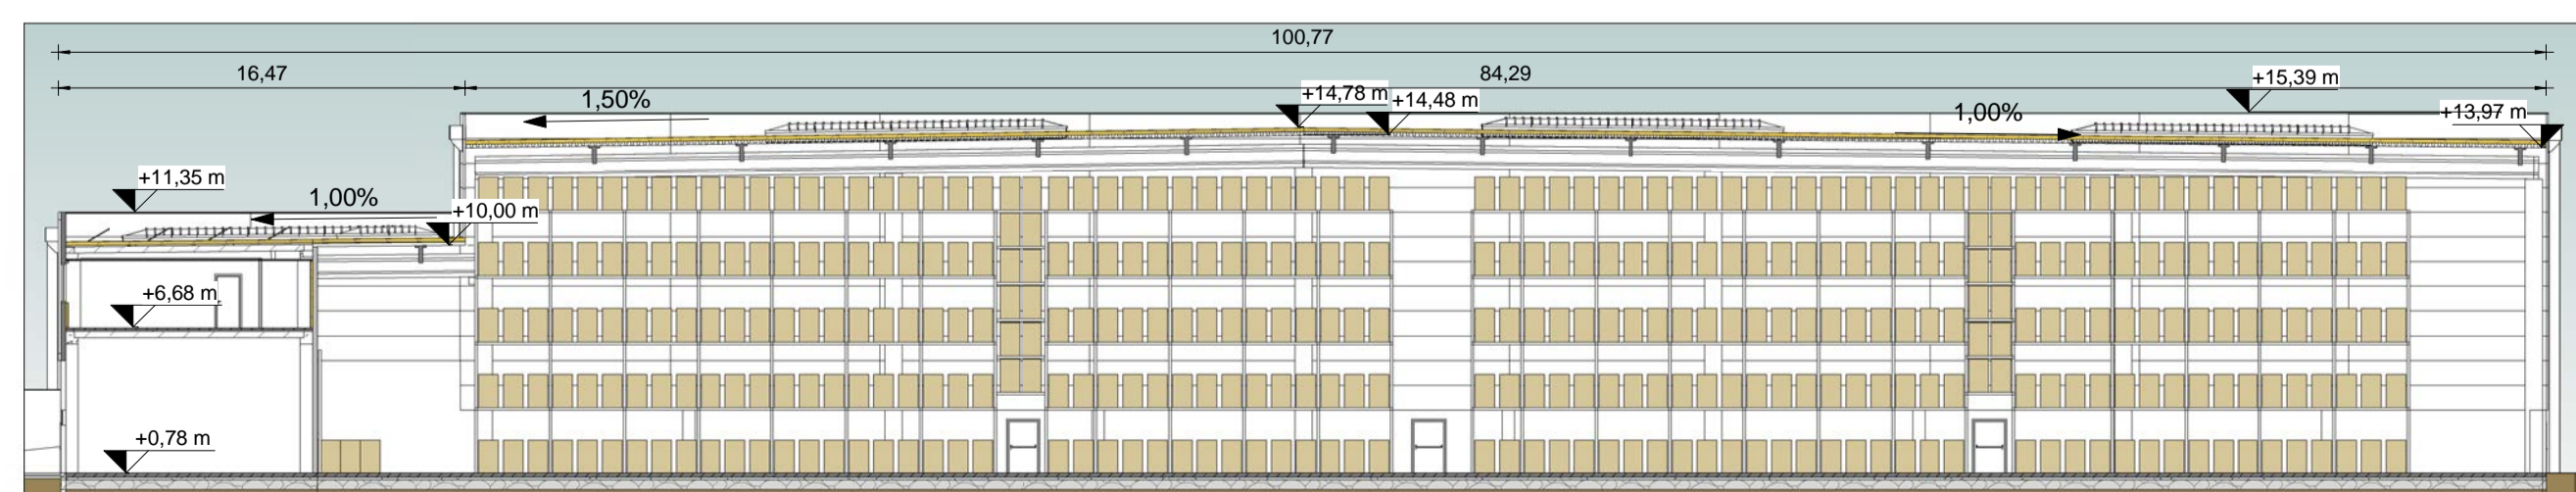 100,77
16,47
84,29
+15,39 m
+14,78 m
+14,48 m
1,50%
1,00%
+13,97 m
+11,35 m
1,00%
+10,00 m
+6,68 m
+0,78 m